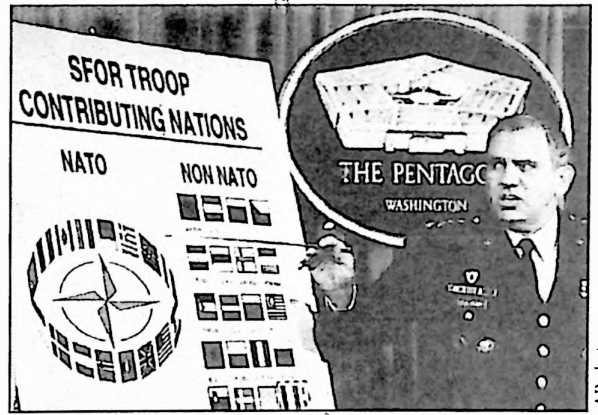 SFOR TROOP
CONTRIBUTING NATIONS
NATO
NON NATO
THE PENTAGO
WASHINGTON